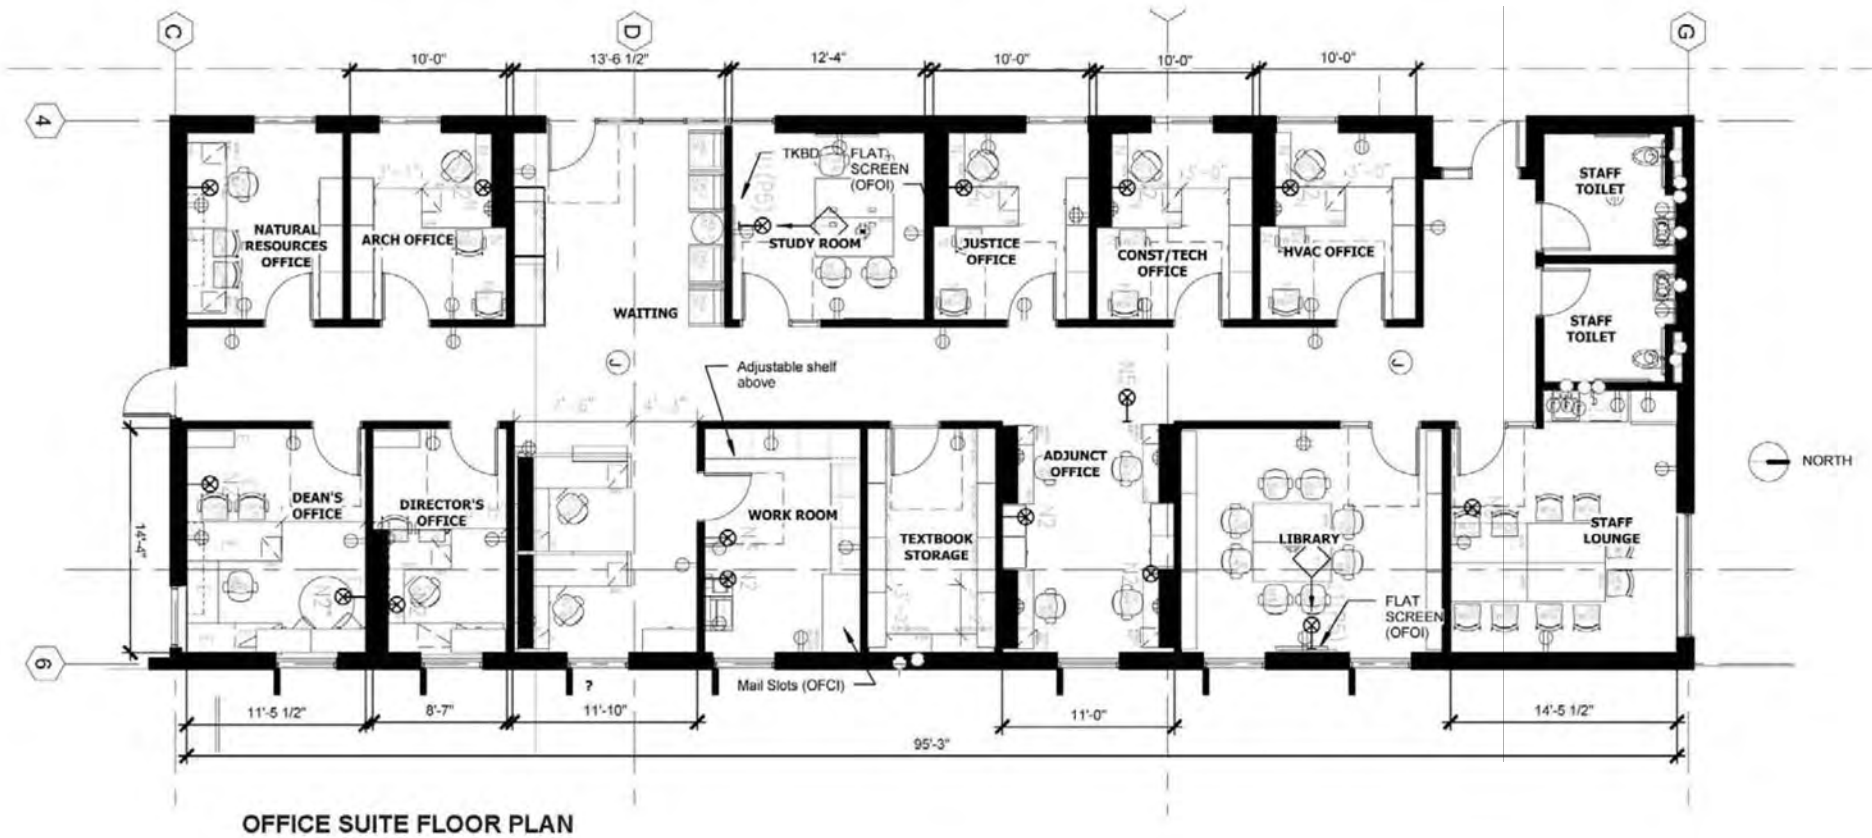 C
D
G
10'-0"
13'-6 1/2"
12'-4"
10'-0"
10'-0"
10'-0"
4
TKBD
FLAT
SCREEN
(OFOI)
STAFF
TOILET
NATURAL
RESOURCES
OFFICE
ARCH OFFICE
STUDY ROOM
JUSTICE
OFFICE
CONST/TECH
OFFICE
HVAC OFFICE
WAITING
STAFF
TOILET
J
J
Adjustable shelf
above
14'-4"
DEAN'S
OFFICE
DIRECTOR'S
OFFICE
WORK ROOM
TEXTBOOK
STORAGE
ADJUNCT
OFFICE
N2
LIBRARY
STAFF
LOUNGE
NORTH
N2
N2
FLAT
SCREEN
(OFOI)
6
?
Mail Slots (OFCI)
11'-5 1/2"
8'-7"
11'-10"
11'-0"
14'-5 1/2"
95'-3"
OFFICE SUITE FLOOR PLAN